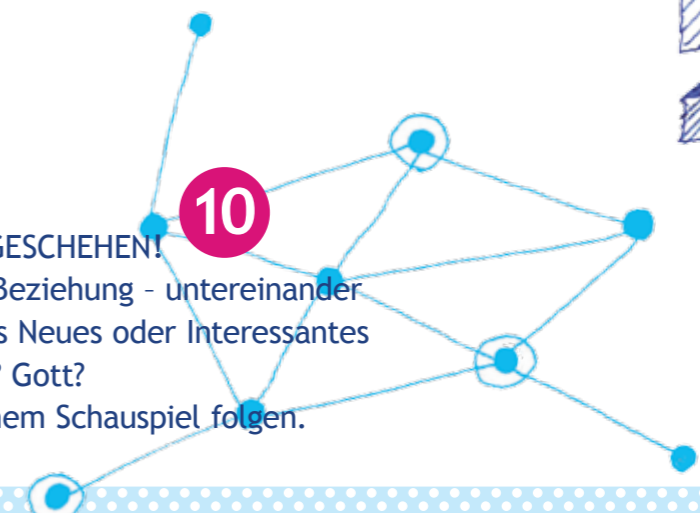 10
GESCHEHEN!
Beziehung – untereinander
s Neues oder Interessantes
? Gott?
nem Schauspiel folgen.